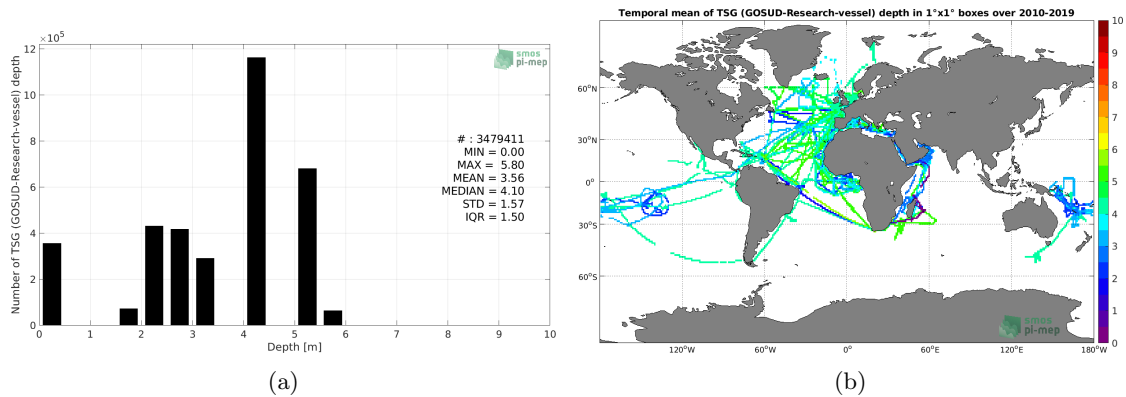 ×10⁵
12
10
8
6
4
2
0
Number of TSG (GOSUD-Research-vessel) depth
smos
pi-mep
# : 3479411
MIN = 0.00
MAX = 5.80
MEAN = 3.56
MEDIAN = 4.10
STD = 1.57
IQR = 1.50
0 1 2 3 4 5 6 7 8 9 10
Depth [m]
(a)
Temporal mean of TSG (GOSUD-Research-vessel) depth in 1°x1° boxes over 2010-2019
60°N
30°N
0°
30°S
60°S
120°W 60°W 0° 60°E 120°E 180°W
smos
pi-mep
10
9
8
7
6
5
4
3
2
1
0
(b)